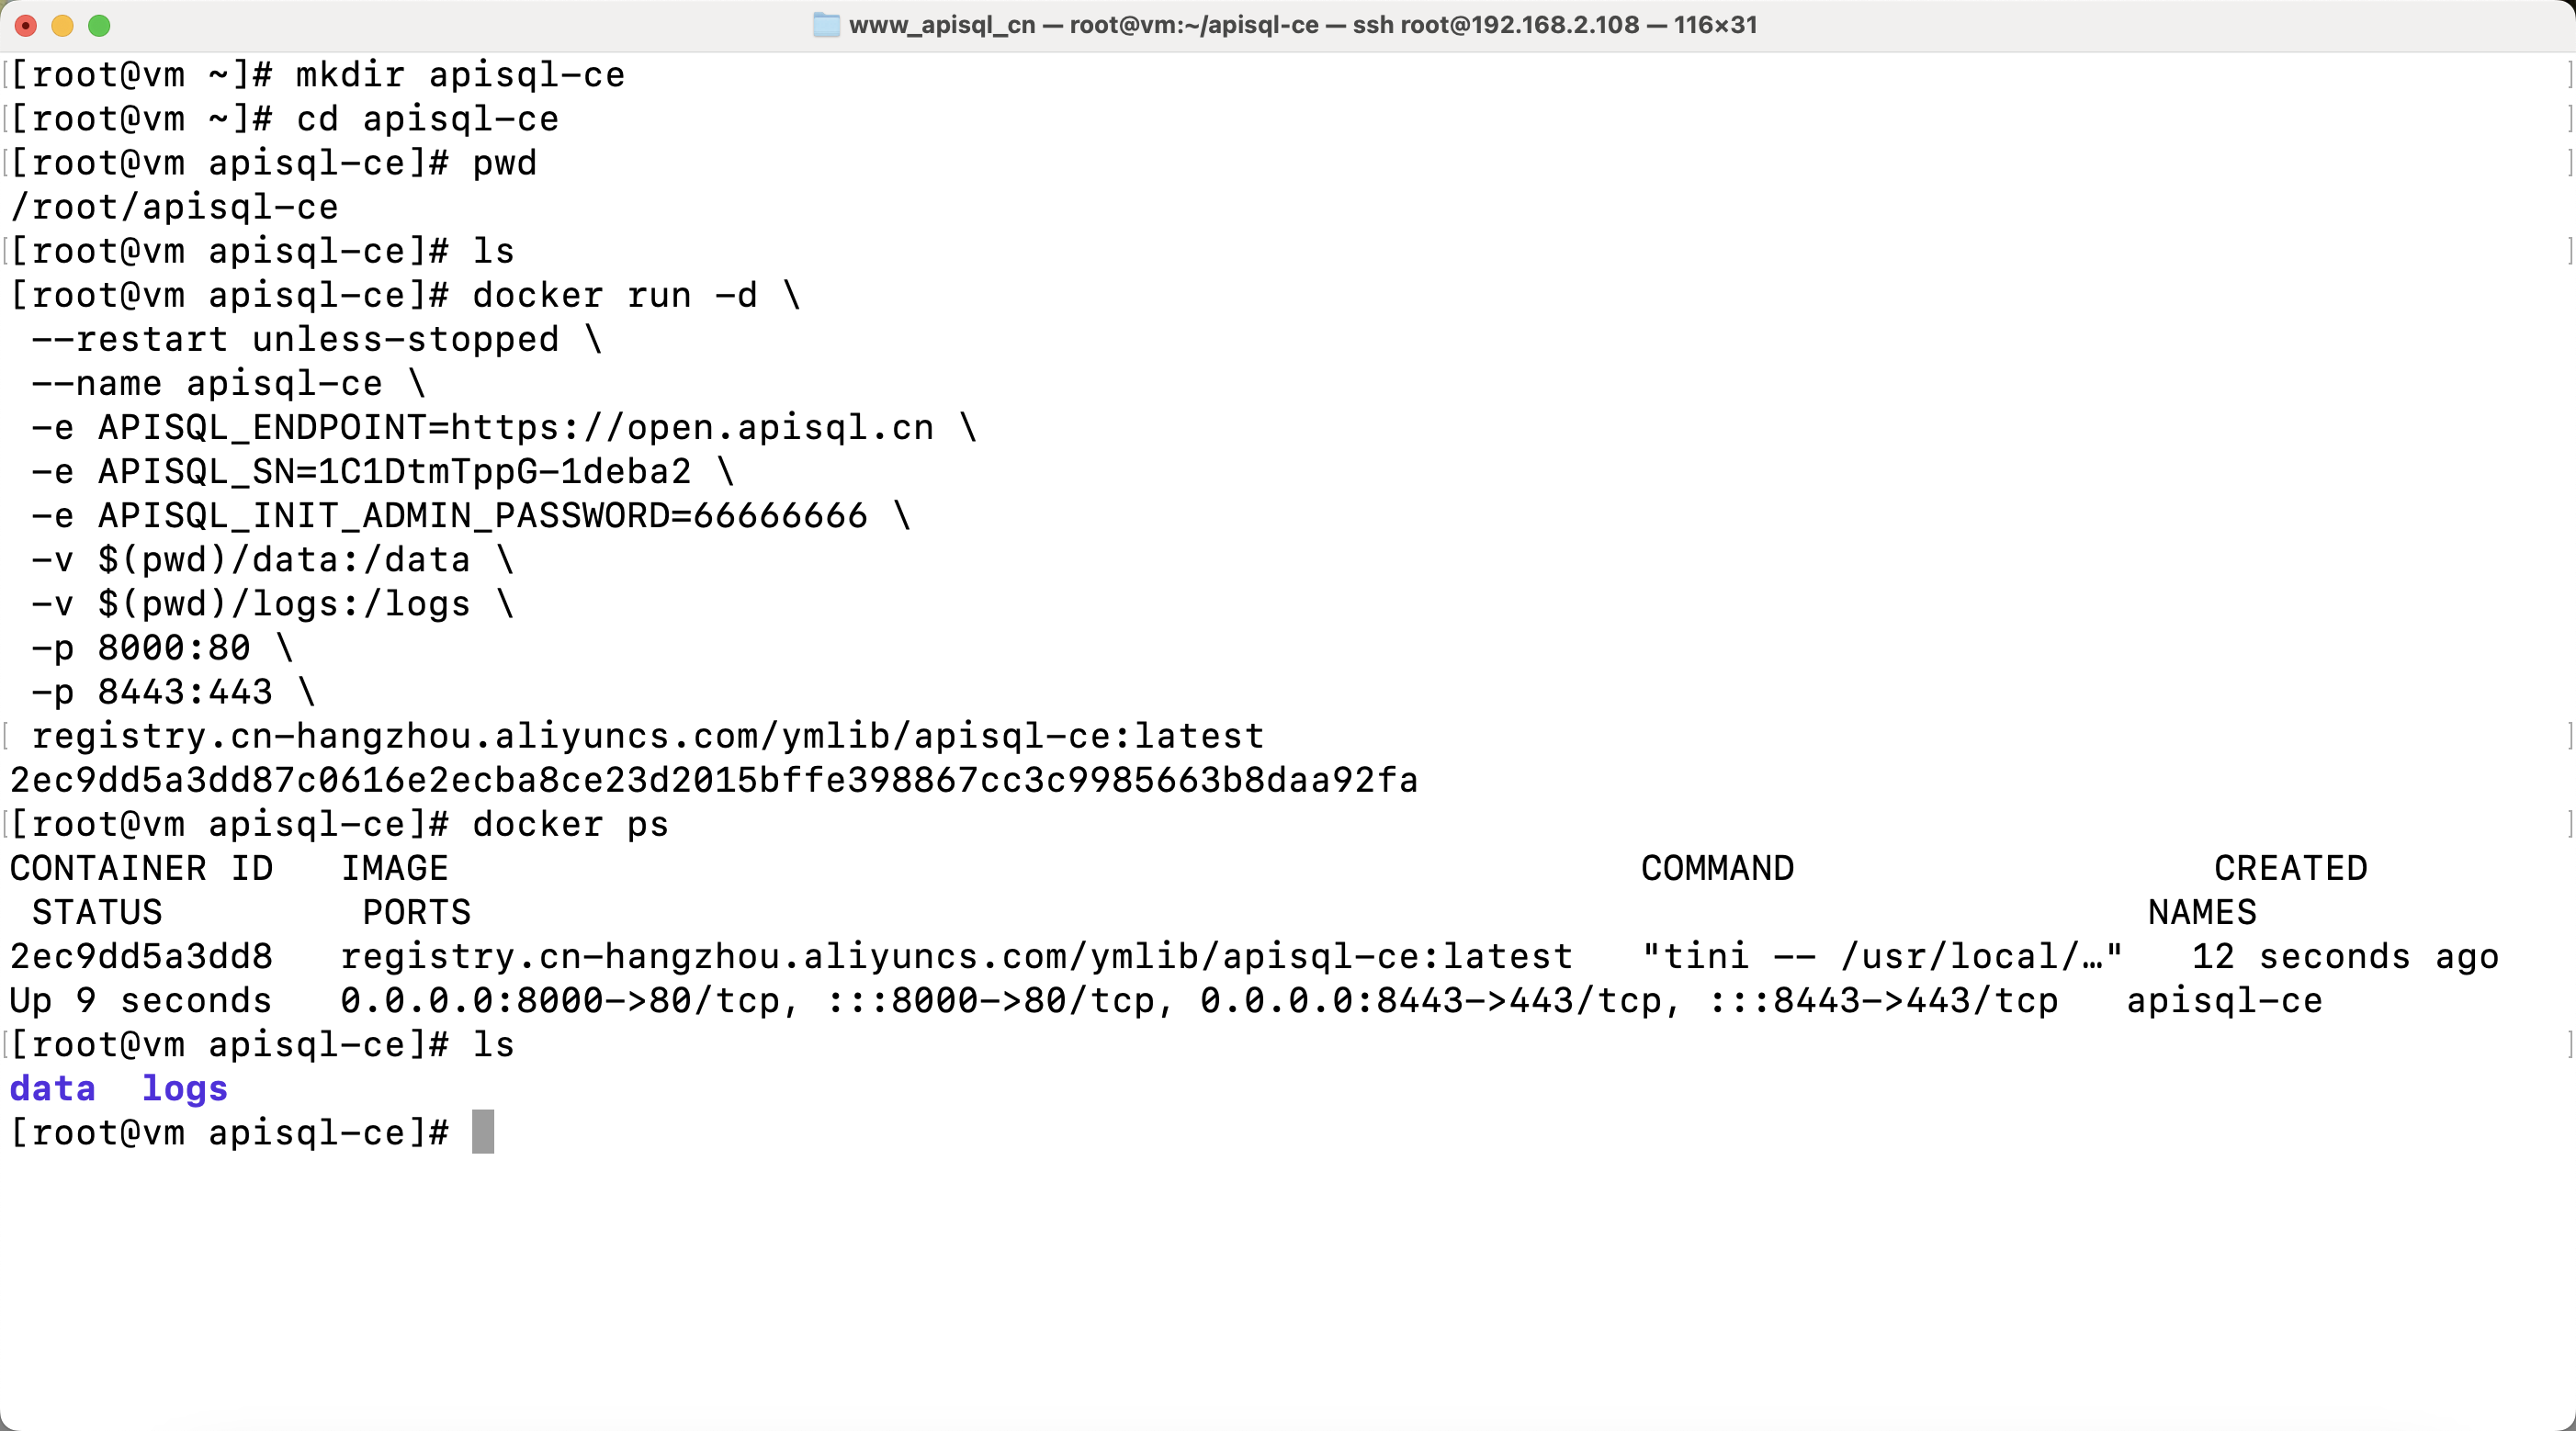 www_apisql_cn — root@vm:~/apisql-ce — ssh root@192.168.2.108 — 116×31
[root@vm ~]# mkdir apisql-ce
[root@vm ~]# cd apisql-ce
[root@vm apisql-ce]# pwd
/root/apisql-ce
[root@vm apisql-ce]# ls
[root@vm apisql-ce]# docker run -d \
--restart unless-stopped \
--name apisql-ce \
-e APISQL_ENDPOINT=https://open.apisql.cn \
-e APISQL_SN=1C1DtmTppG-1deba2 \
-e APISQL_INIT_ADMIN_PASSWORD=66666666 \
-v $(pwd)/data:/data \
-v $(pwd)/logs:/logs \
-p 8000:80 \
-p 8443:443 \
registry.cn-hangzhou.aliyuncs.com/ymlib/apisql-ce:latest
2ec9dd5a3dd87c0616e2ecba8ce23d2015bffe398867cc3c9985663b8daa92fa
[root@vm apisql-ce]# docker ps
CONTAINER ID   IMAGE   COMMAND   CREATED
STATUS   PORTS   NAMES
2ec9dd5a3dd8   registry.cn-hangzhou.aliyuncs.com/ymlib/apisql-ce:latest   "tini -- /usr/local/…"   12 seconds ago
Up 9 seconds   0.0.0.0:8000->80/tcp, :::8000->80/tcp, 0.0.0.0:8443->443/tcp, :::8443->443/tcp   apisql-ce
[root@vm apisql-ce]# ls
data  logs
[root@vm apisql-ce]#